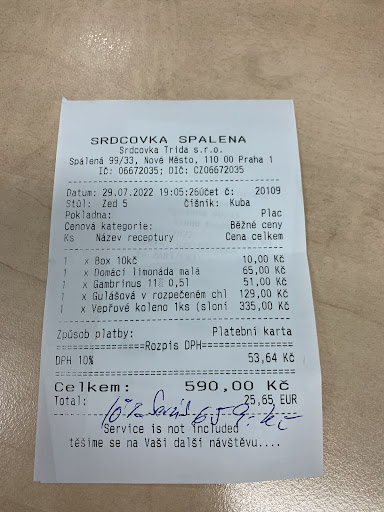 SRDCOVKA SPALENA
Srdcovka Trida s.r.o.
Spálená 99/33, Nové Město, 110 00 Praha 1
IČ: 06672035; DIČ: CZ06672035
Datum: 29.07.2022 19:05:26Účet č: 20109
Stůl: Zed 5 Číšník: Kuba
Pokladna: Plac
Cenová kategorie: Běžné ceny
Ks Název receptury Cena celkem
1 x Box 10kč 10,00 Kč
1 x Domácí limonáda malá 65,00 Kč
1 x Gambrinus 11° 0,5l 51,00 Kč
1 x Gulášová v rozpečeném chl 129,00 Kč
1 x Vepřové koleno 1ks (sloni 335,00 Kč
Způsob platby: Platební karta
=================Rozpis DPH=================
DPH 10% 53,64 Kč
Celkem: 590,00 Kč
Total: 25,65 EUR
10% Servis 659,- kč
Service is not included
těšíme se na Vaši další návštěvu....